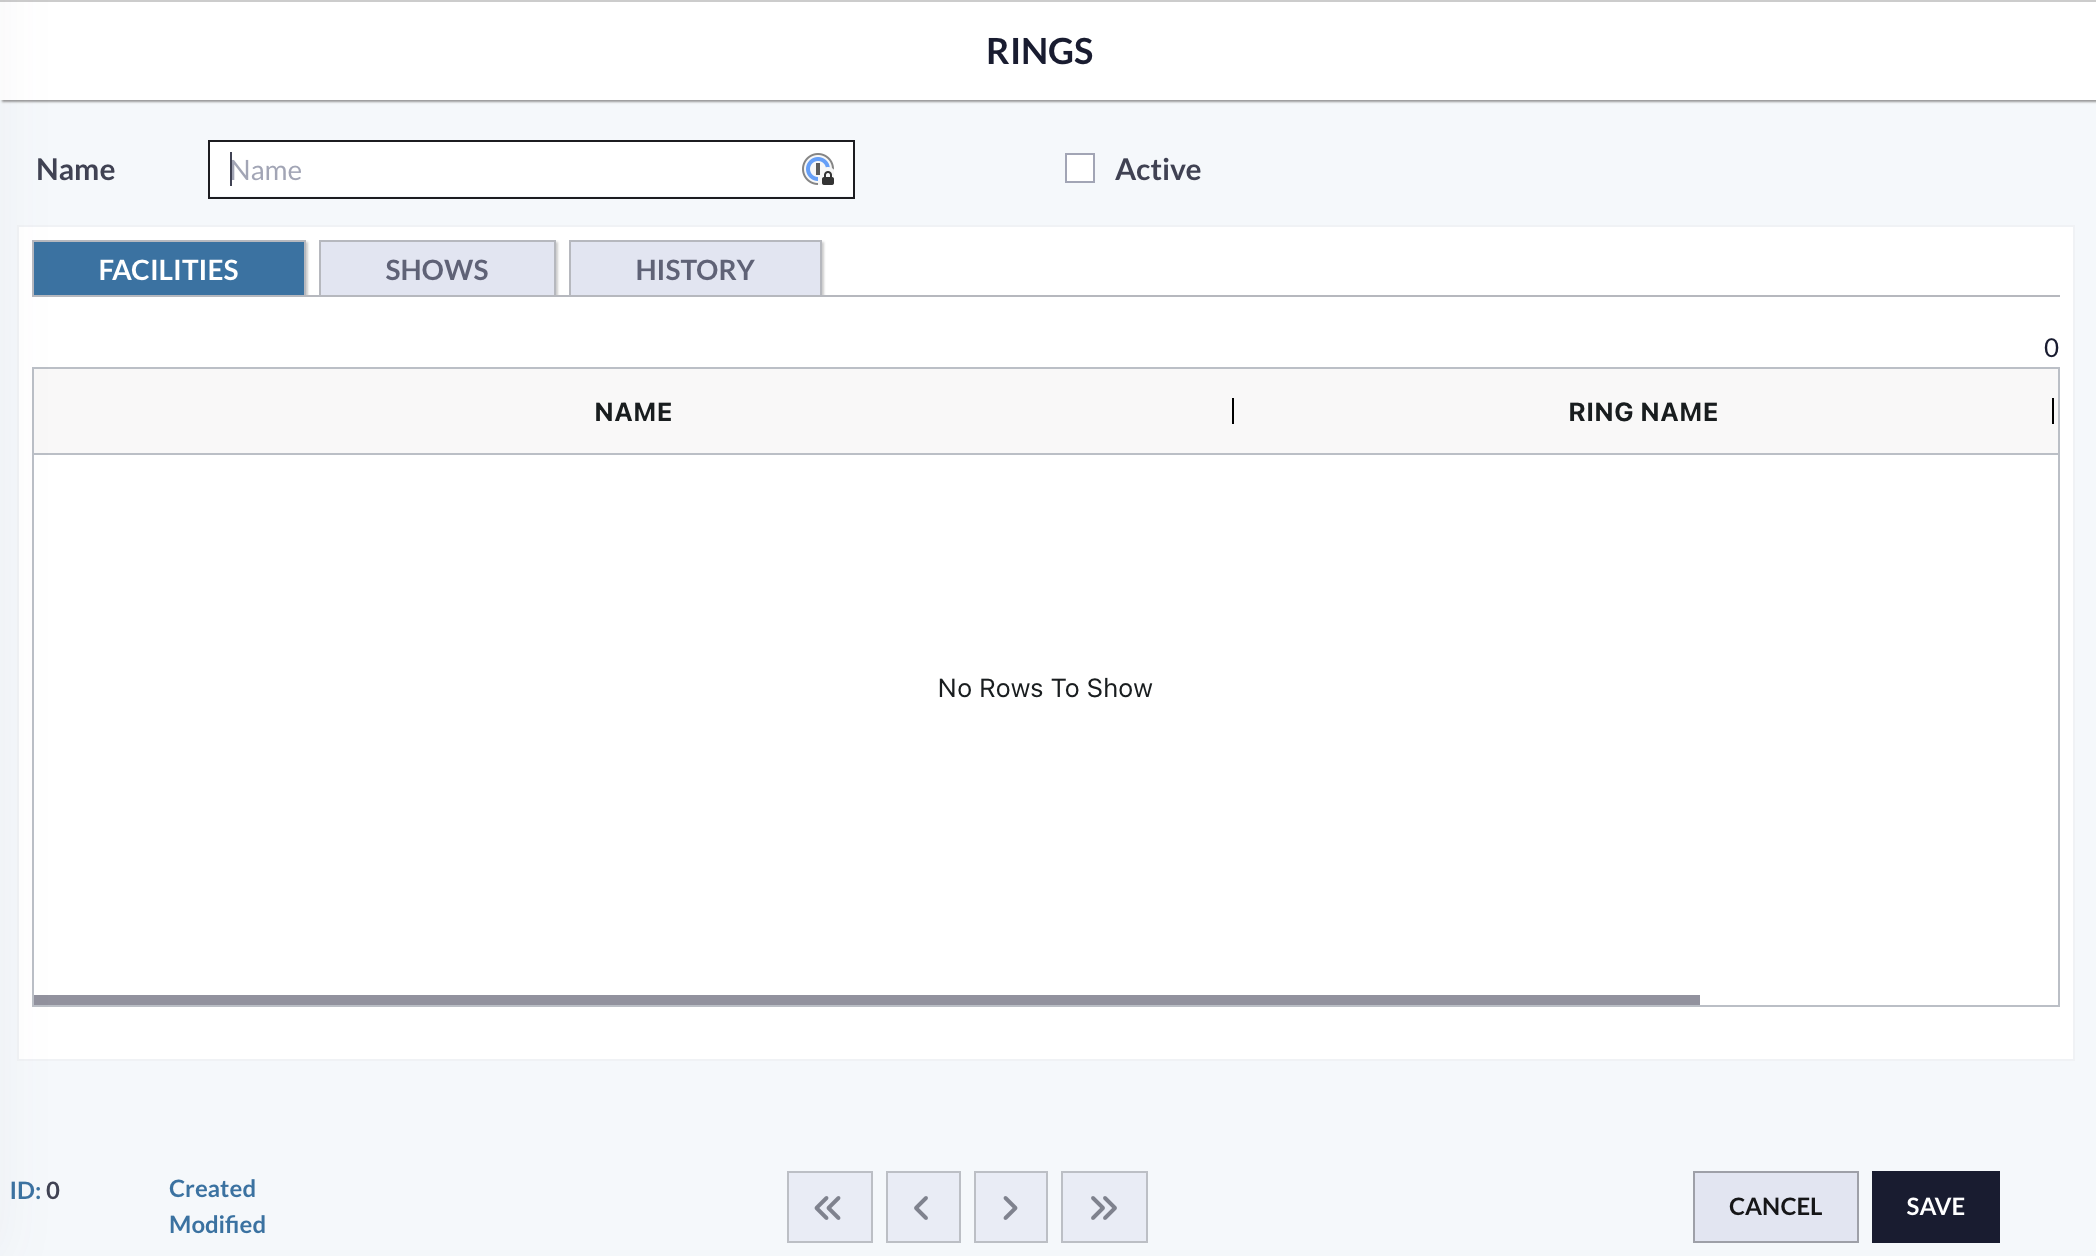 RINGS
Name
Name
Active
FACILITIES
SHOWS
HISTORY
0
NAME
RING NAME
No Rows To Show
ID: 0
Created
Modified
CANCEL
SAVE